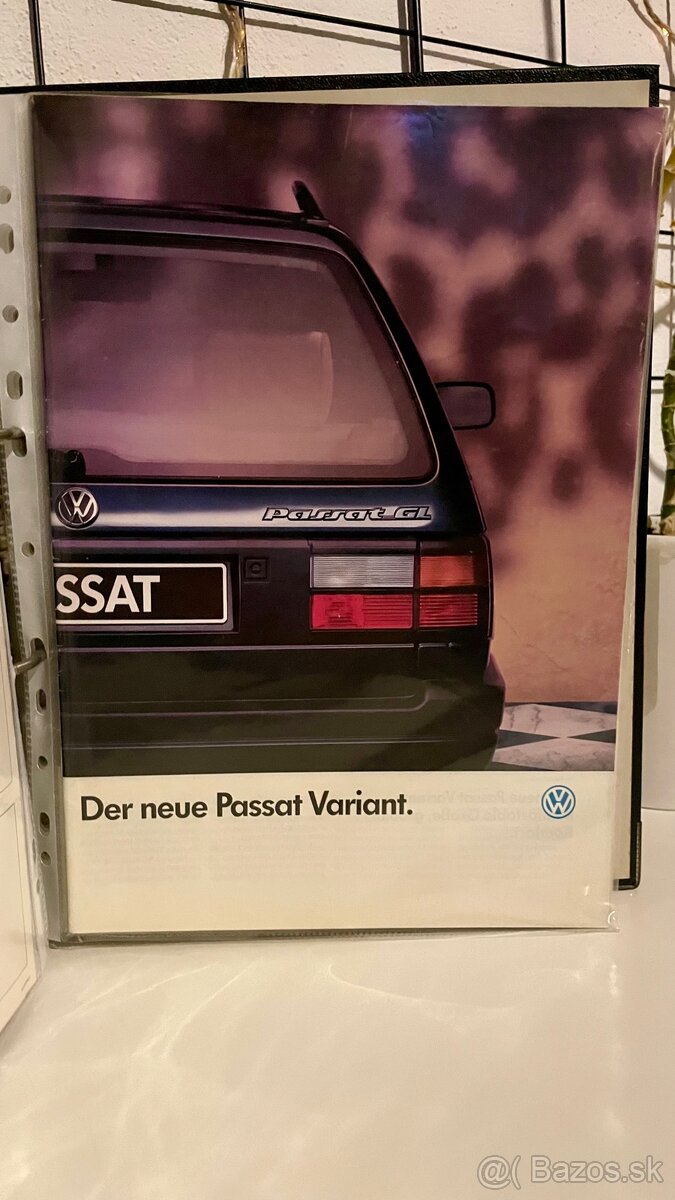 Passat GL
SSAT
Der neue Passat Variant.
@( Bazos.sk